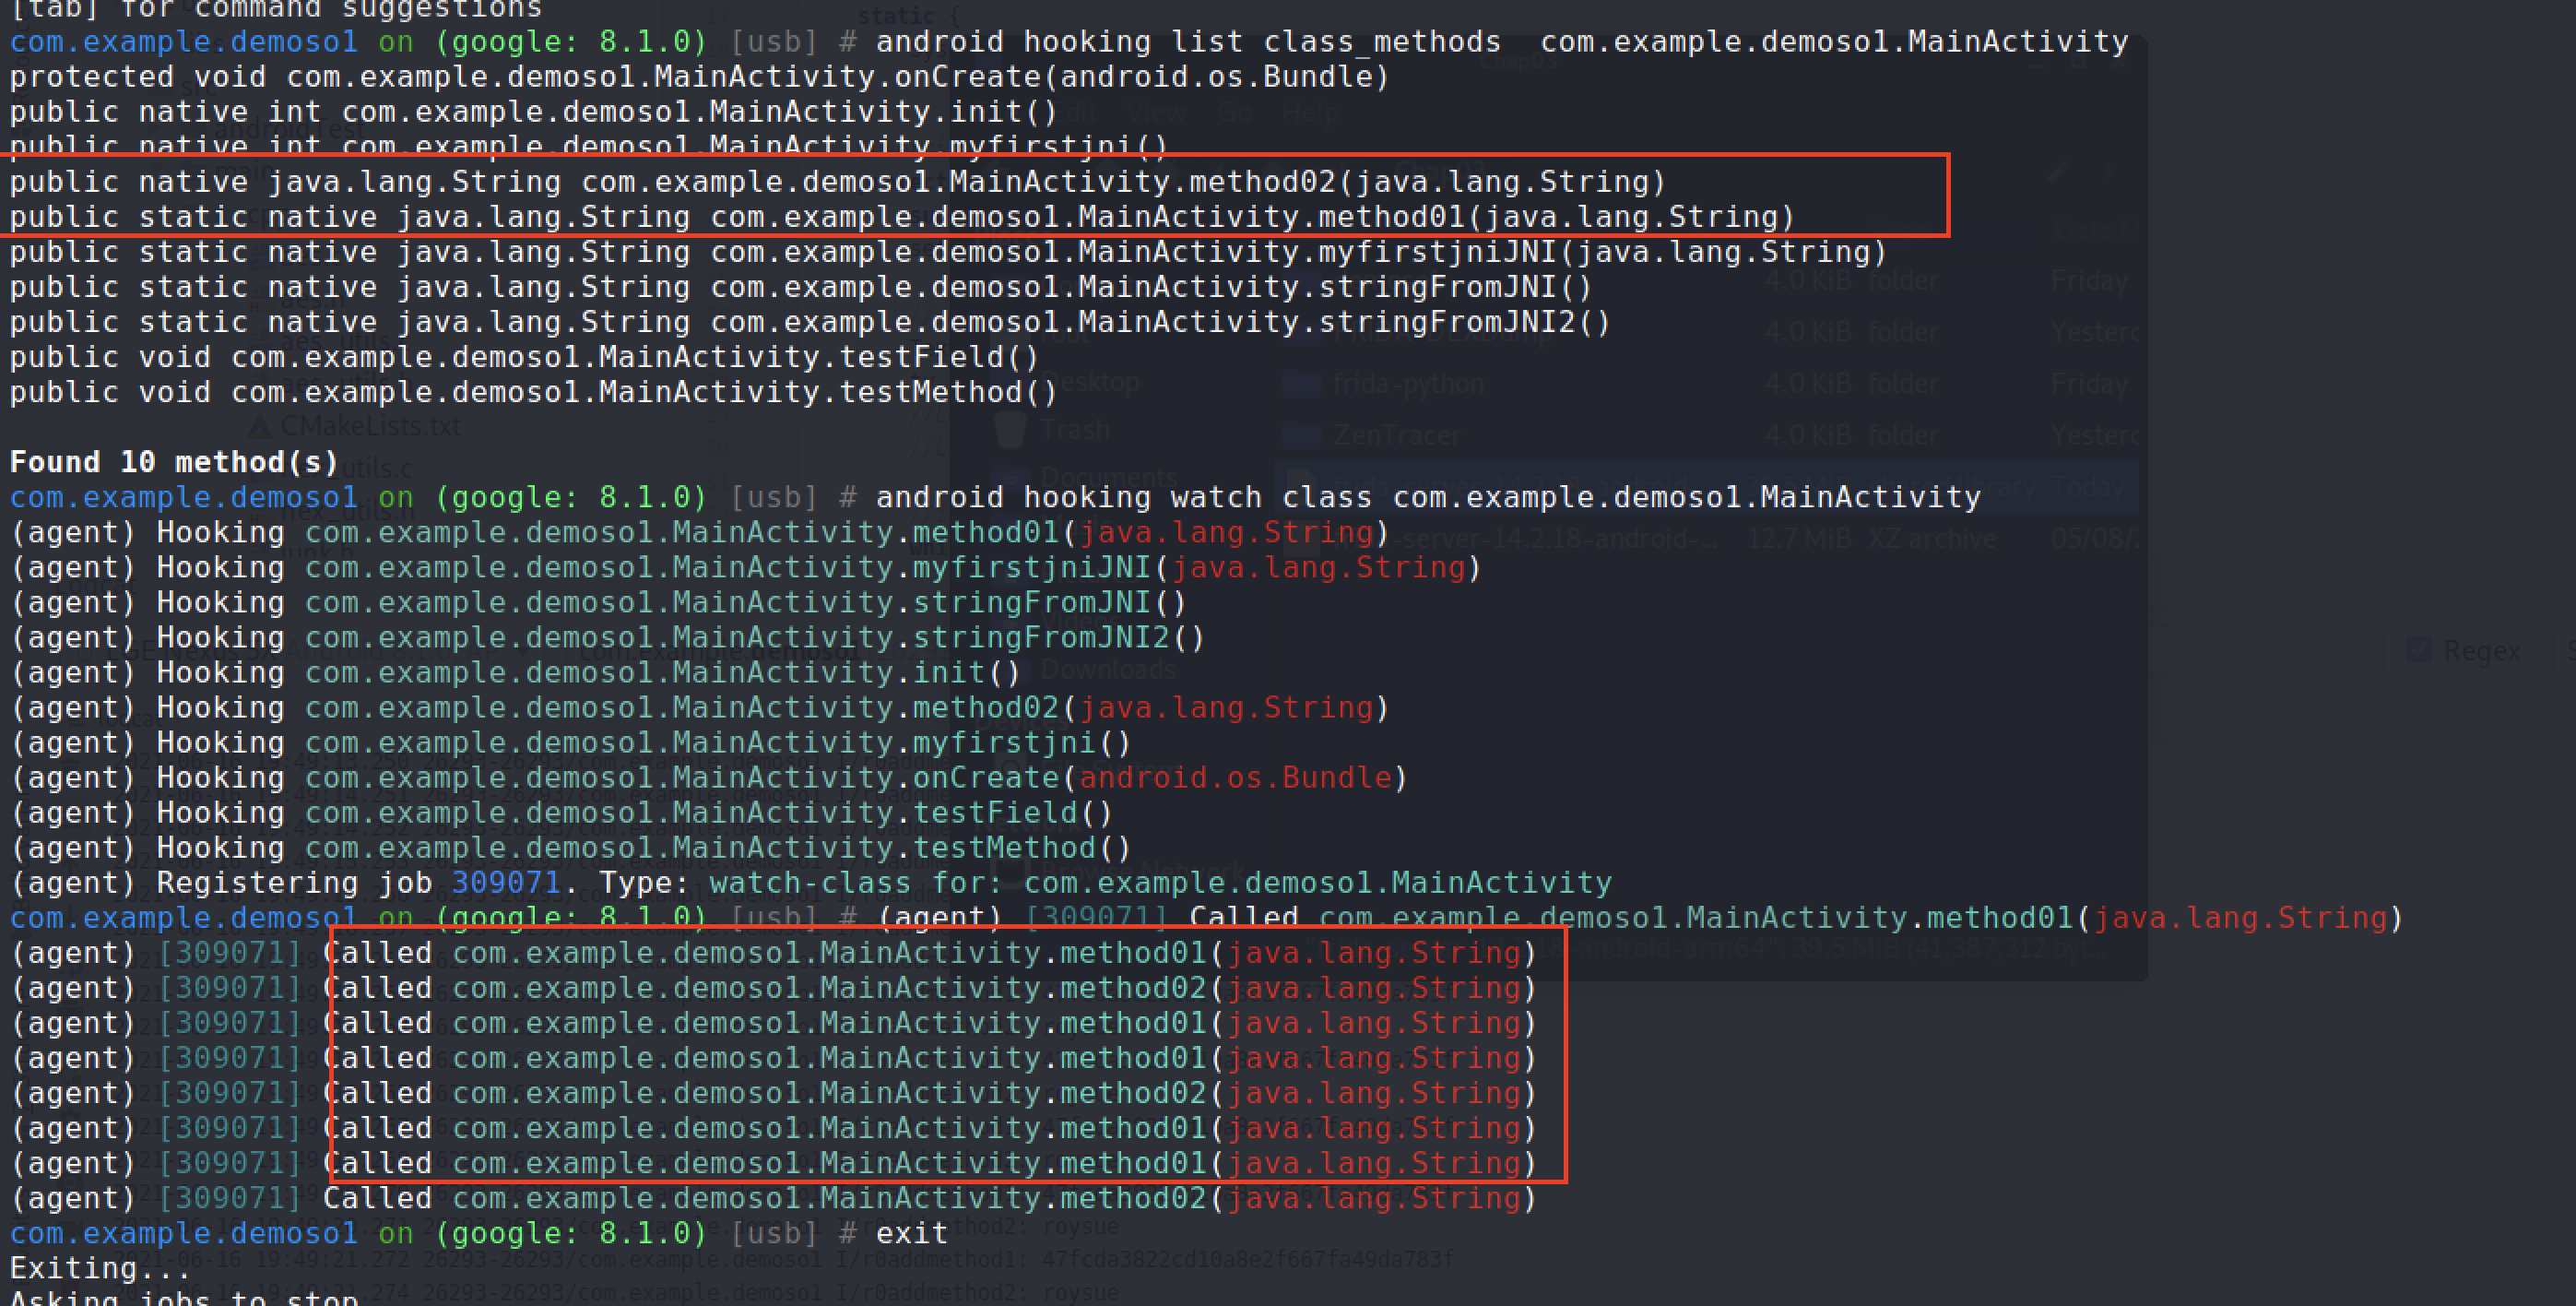 [tab] for command suggestions
com.example.demoso1 on (google: 8.1.0) [usb] # android hooking list class_methods  com.example.demoso1.MainActivity
protected void com.example.demoso1.MainActivity.onCreate(android.os.Bundle)
public native int com.example.demoso1.MainActivity.init()
public native int com.example.demoso1.MainActivity.myfirstjni()
public native java.lang.String com.example.demoso1.MainActivity.method02(java.lang.String)
public static native java.lang.String com.example.demoso1.MainActivity.method01(java.lang.String)
public static native java.lang.String com.example.demoso1.MainActivity.myfirstjniJNI(java.lang.String)
public static native java.lang.String com.example.demoso1.MainActivity.stringFromJNI()
public static native java.lang.String com.example.demoso1.MainActivity.stringFromJNI2()
public void com.example.demoso1.MainActivity.testField()
public void com.example.demoso1.MainActivity.testMethod()
Found 10 method(s)
com.example.demoso1 on (google: 8.1.0) [usb] # android hooking watch class com.example.demoso1.MainActivity
(agent) Hooking com.example.demoso1.MainActivity.method01(java.lang.String)
(agent) Hooking com.example.demoso1.MainActivity.myfirstjniJNI(java.lang.String)
(agent) Hooking com.example.demoso1.MainActivity.stringFromJNI()
(agent) Hooking com.example.demoso1.MainActivity.stringFromJNI2()
(agent) Hooking com.example.demoso1.MainActivity.init()
(agent) Hooking com.example.demoso1.MainActivity.method02(java.lang.String)
(agent) Hooking com.example.demoso1.MainActivity.myfirstjni()
(agent) Hooking com.example.demoso1.MainActivity.onCreate(android.os.Bundle)
(agent) Hooking com.example.demoso1.MainActivity.testField()
(agent) Hooking com.example.demoso1.MainActivity.testMethod()
(agent) Registering job 309071. Type: watch-class for: com.example.demoso1.MainActivity
com.example.demoso1 on (google: 8.1.0) [usb] # (agent) [309071] Called com.example.demoso1.MainActivity.method01(java.lang.String)
(agent) [309071] Called com.example.demoso1.MainActivity.method01(java.lang.String)
(agent) [309071] Called com.example.demoso1.MainActivity.method02(java.lang.String)
(agent) [309071] Called com.example.demoso1.MainActivity.method01(java.lang.String)
(agent) [309071] Called com.example.demoso1.MainActivity.method01(java.lang.String)
(agent) [309071] Called com.example.demoso1.MainActivity.method02(java.lang.String)
(agent) [309071] Called com.example.demoso1.MainActivity.method01(java.lang.String)
(agent) [309071] Called com.example.demoso1.MainActivity.method01(java.lang.String)
(agent) [309071] Called com.example.demoso1.MainActivity.method02(java.lang.String)
com.example.demoso1 on (google: 8.1.0) [usb] # exit
Exiting...
Asking jobs to stop